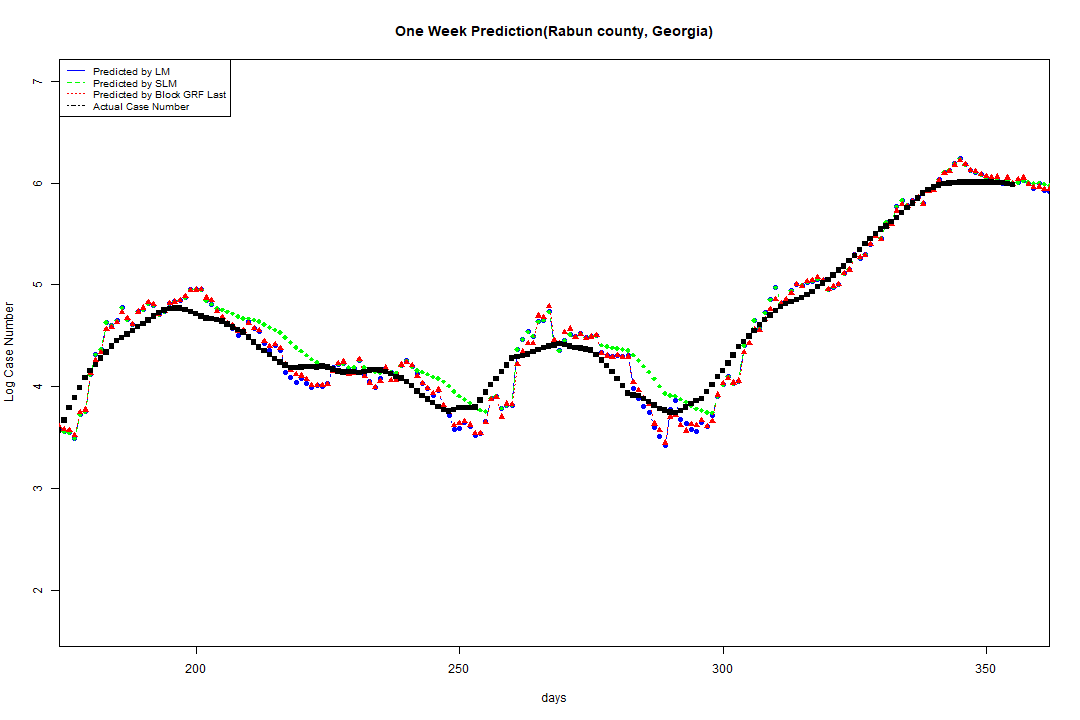 One Week Prediction(Rabun county, Georgia)
Predicted by LM
Predicted by SLM
Predicted by Block GRF Last
Actual Case Number
7
6
5
4
3
2
Log Case Number
200 250 300 350
days